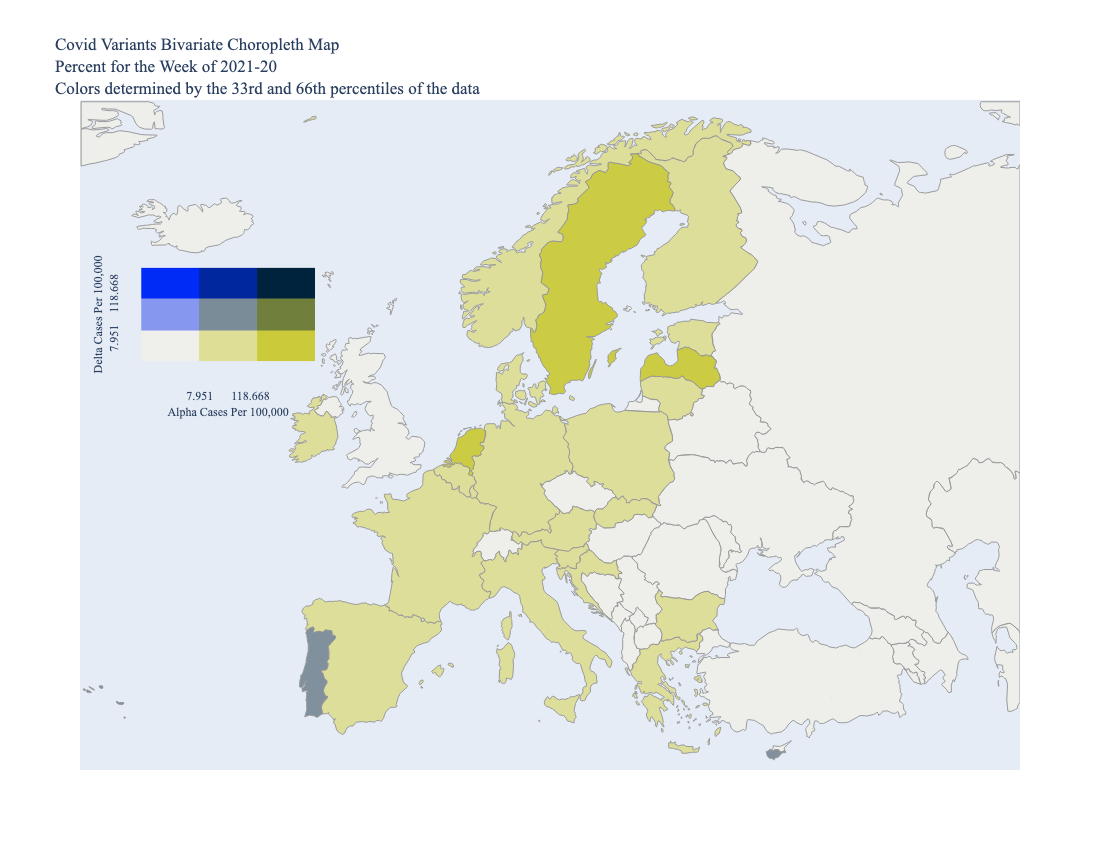 Covid Variants Bivariate Choropleth Map
Percent for the Week of 2021-20
Colors determined by the 33rd and 66th percentiles of the data
Delta Cases Per 100,000
7.951 118.668
7.951 118.668
Alpha Cases Per 100,000